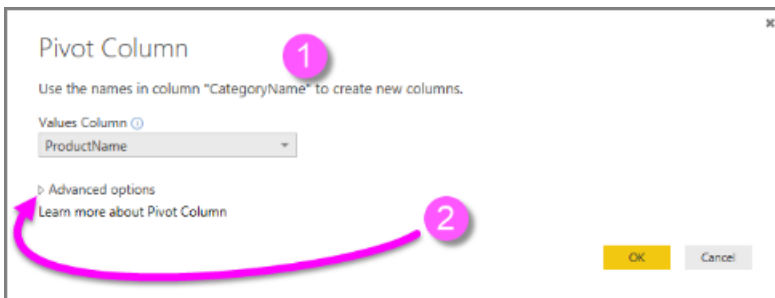 Pivot Column
1
Use the names in column "CategoryName" to create new columns.
Values Column
ProductName
Advanced options
Learn more about Pivot Column
2
OK
Cancel